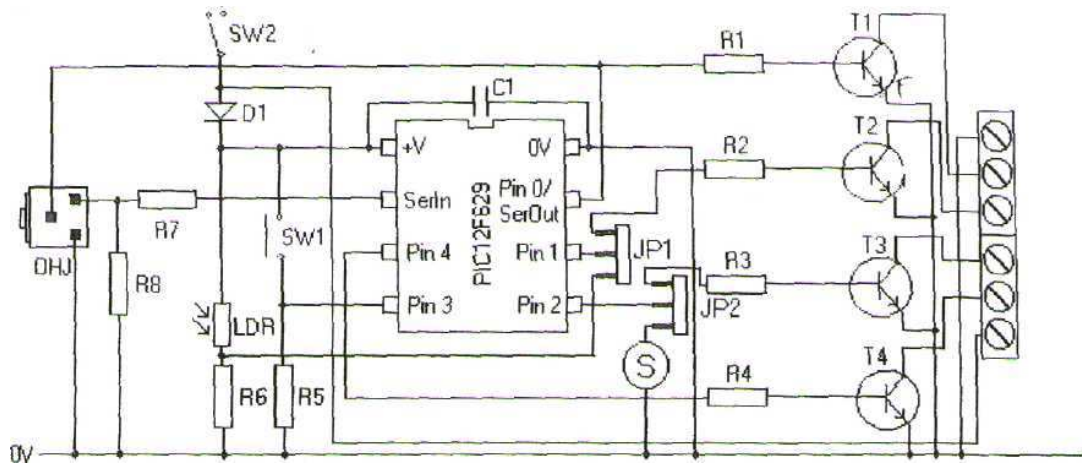 SW2
T1
R1
C1
D1
T2
+V
0V
R2
Pin 0/
SerOut
SerIn
R7
SW1
PIC12F629
Pin 4
Pin 1
JP1
T3
R3
DHJ
R8
Pin 3
Pin 2
JP2
LDR
T4
S
R4
R6
R5
0V